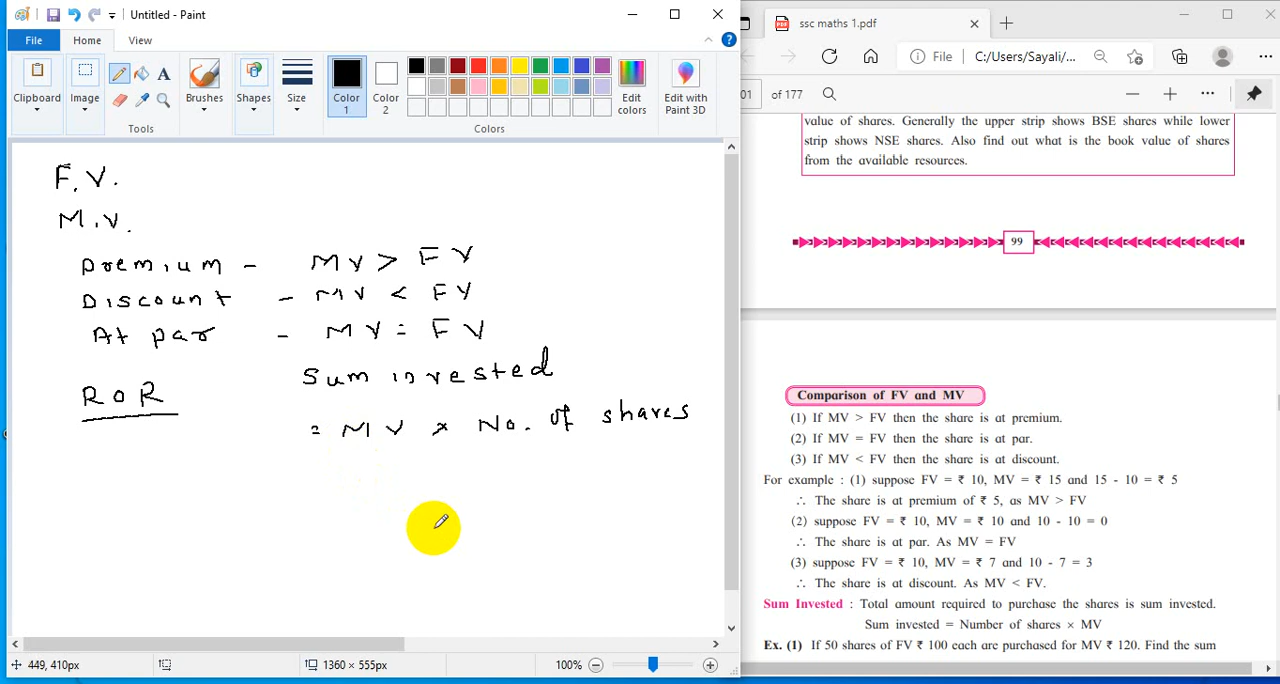 Untitled - Paint
File
Home
View
Clipboard
Image
Tools
Brushes
Shapes
Size
Color 1
Color 2
Edit colors
Edit with Paint 3D
Colors
F.V.
M.V.
Premium - MV > FV
Discount - MV < FV
At par - MV = FV
Sum invested
ROR
= MV × No. of shares
449, 410px
1360 × 555px
100%
ssc maths 1.pdf
File
C:/Users/Sayali/...
01 of 177
value of shares. Generally the upper strip shows BSE shares while lower
strip shows NSE shares. Also find out what is the book value of shares
from the available resources.
99
Comparison of FV and MV
(1) If MV > FV then the share is at premium.
(2) If MV = FV then the share is at par.
(3) If MV < FV then the share is at discount.
For example : (1) suppose FV = ₹ 10, MV = ₹ 15 and 15 - 10 = ₹ 5
∴ The share is at premium of ₹ 5, as MV > FV
(2) suppose FV = ₹ 10, MV = ₹ 10 and 10 - 10 = 0
∴ The share is at par. As MV = FV
(3) suppose FV = ₹ 10, MV = ₹ 7 and 10 - 7 = 3
∴ The share is at discount. As MV < FV.
Sum Invested : Total amount required to purchase the shares is sum invested.
Sum invested = Number of shares × MV
Ex. (1) If 50 shares of FV ₹ 100 each are purchased for MV ₹ 120. Find the sum